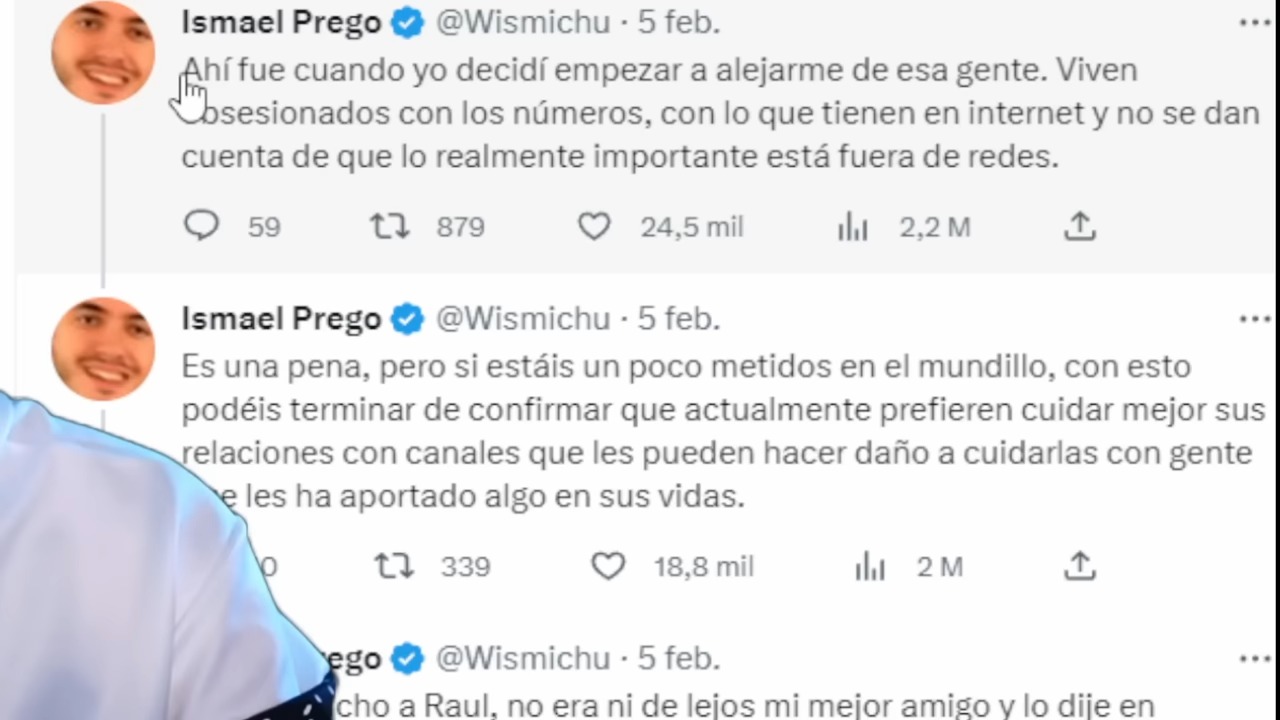 Ismael Prego @Wismichu · 5 feb.
Ahí fue cuando yo decidí empezar a alejarme de esa gente. Viven
obsesionados con los números, con lo que tienen en internet y no se dan
cuenta de que lo realmente importante está fuera de redes.
59 879 24,5 mil 2,2 M
Ismael Prego @Wismichu · 5 feb.
Es una pena, pero si estáis un poco metidos en el mundillo, con esto
podéis terminar de confirmar que actualmente prefieren cuidar mejor sus
relaciones con canales que les pueden hacer daño a cuidarlas con gente
les ha aportado algo en sus vidas.
339 18,8 mil 2 M
@Wismichu · 5 feb.
a Raul, no era ni de lejos mi mejor amigo y lo dije en